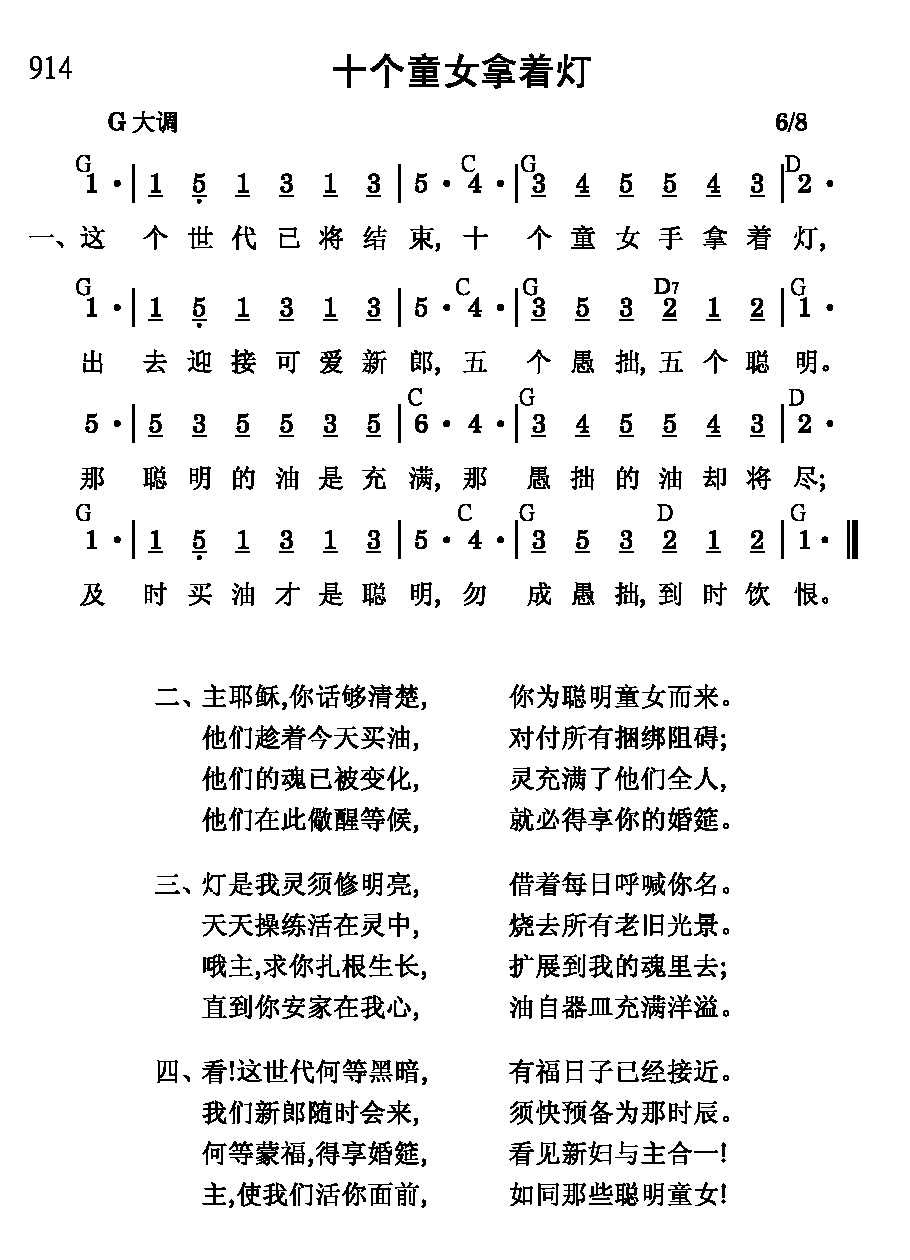 914
十个童女拿着灯
G 大调 6/8
G C G D
1 · | 1 5 1 3 1 3 | 5 · 4 · | 3 4 5 5 4 3 | 2 ·
一、这 个 世 代 已 将 结 束, 十 个 童 女 手 拿 着 灯,
G C G D7 G
1 · | 1 5 1 3 1 3 | 5 · 4 · | 3 5 3 2 1 2 | 1 ·
出 去 迎 接 可 爱 新 郎, 五 个 愚 拙, 五 个 聪 明。
C G D
5 · | 5 3 5 5 3 5 | 6 · 4 · | 3 4 5 5 4 3 | 2 ·
那 聪 明 的 油 是 充 满, 那 愚 拙 的 油 却 将 尽;
G C G D G
1 · | 1 5 1 3 1 3 | 5 · 4 · | 3 5 3 2 1 2 | 1 · ‖
及 时 买 油 才 是 聪 明, 勿 成 愚 拙, 到 时 饮 恨。
二、主耶稣,你话够清楚, 你为聪明童女而来。
他们趁着今天买油, 对付所有捆绑阻碍;
他们的魂已被变化, 灵充满了他们全人,
他们在此儆醒等候, 就必得享你的婚筵。
三、灯是我灵须修明亮, 借着每日呼喊你名。
天天操练活在灵中, 烧去所有老旧光景。
哦主,求你扎根生长, 扩展到我的魂里去;
直到你安家在我心, 油自器皿充满洋溢。
四、看!这世代何等黑暗, 有福日子已经接近。
我们新郎随时会来, 须快预备为那时辰。
何等蒙福,得享婚筵, 看见新妇与主合一!
主,使我们活你面前, 如同那些聪明童女!